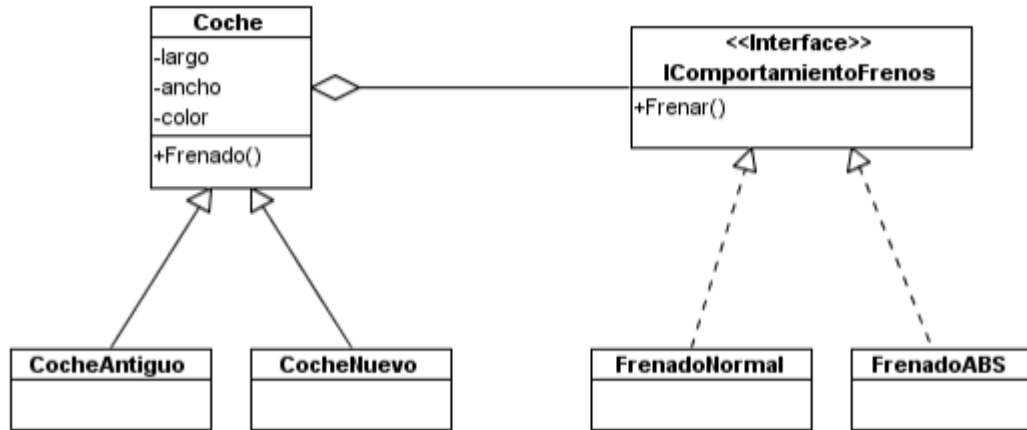 Coche
-largo
-ancho
-color
+Frenado()
<<Interface>>
IComportamientoFrenos
+Frenar()
CocheAntiguo
CocheNuevo
FrenadoNormal
FrenadoABS